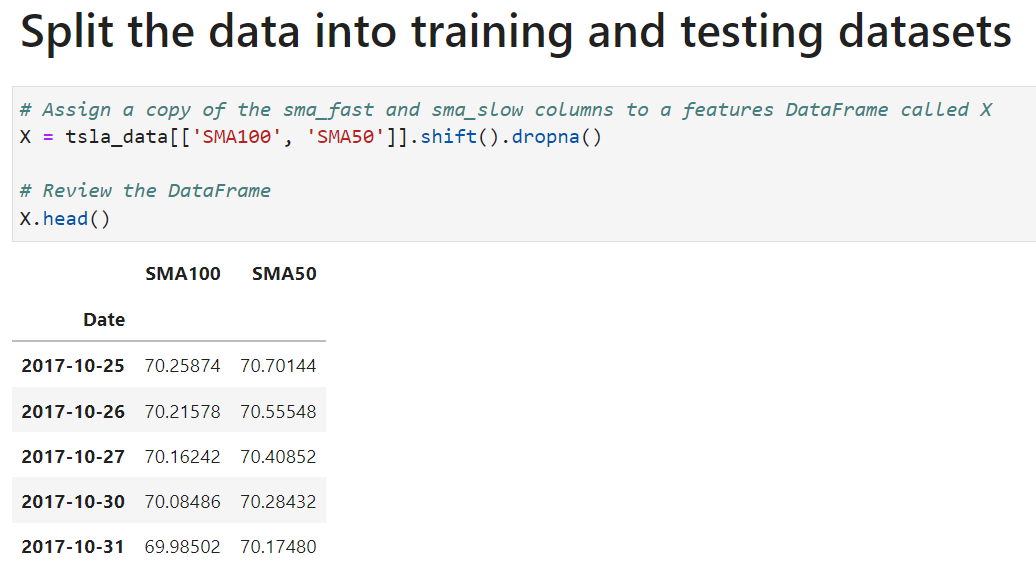 Split the data into training and testing datasets
# Assign a copy of the sma_fast and sma_slow columns to a features DataFrame called X
X = tsla_data[['SMA100', 'SMA50']].shift().dropna()
# Review the DataFrame
X.head()
SMA100 SMA50
Date
2017-10-25 70.25874 70.70144
2017-10-26 70.21578 70.55548
2017-10-27 70.16242 70.40852
2017-10-30 70.08486 70.28432
2017-10-31 69.98502 70.17480